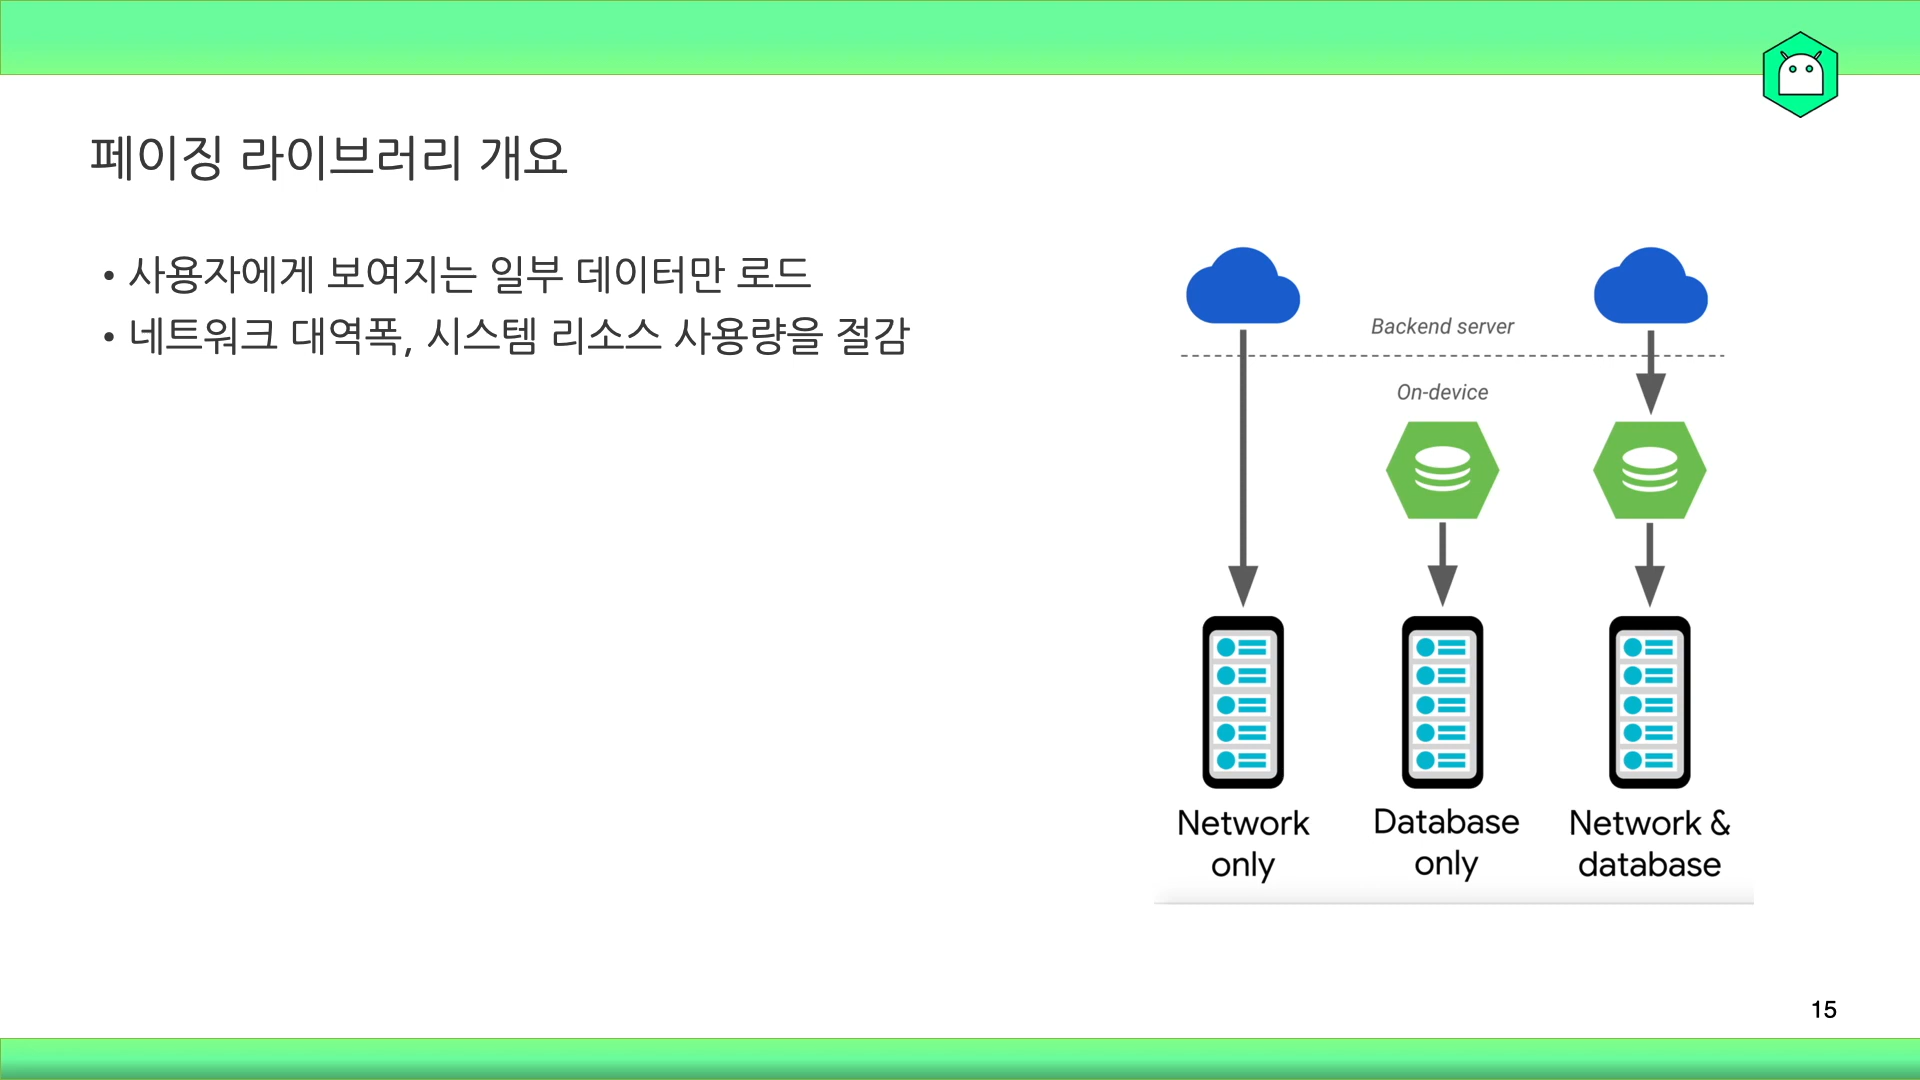 페이징 라이브러리 개요
• 사용자에게 보여지는 일부 데이터만 로드
• 네트워크 대역폭, 시스템 리소스 사용량을 절감
Backend server
On-device
Network
only
Database
only
Network &
database
15